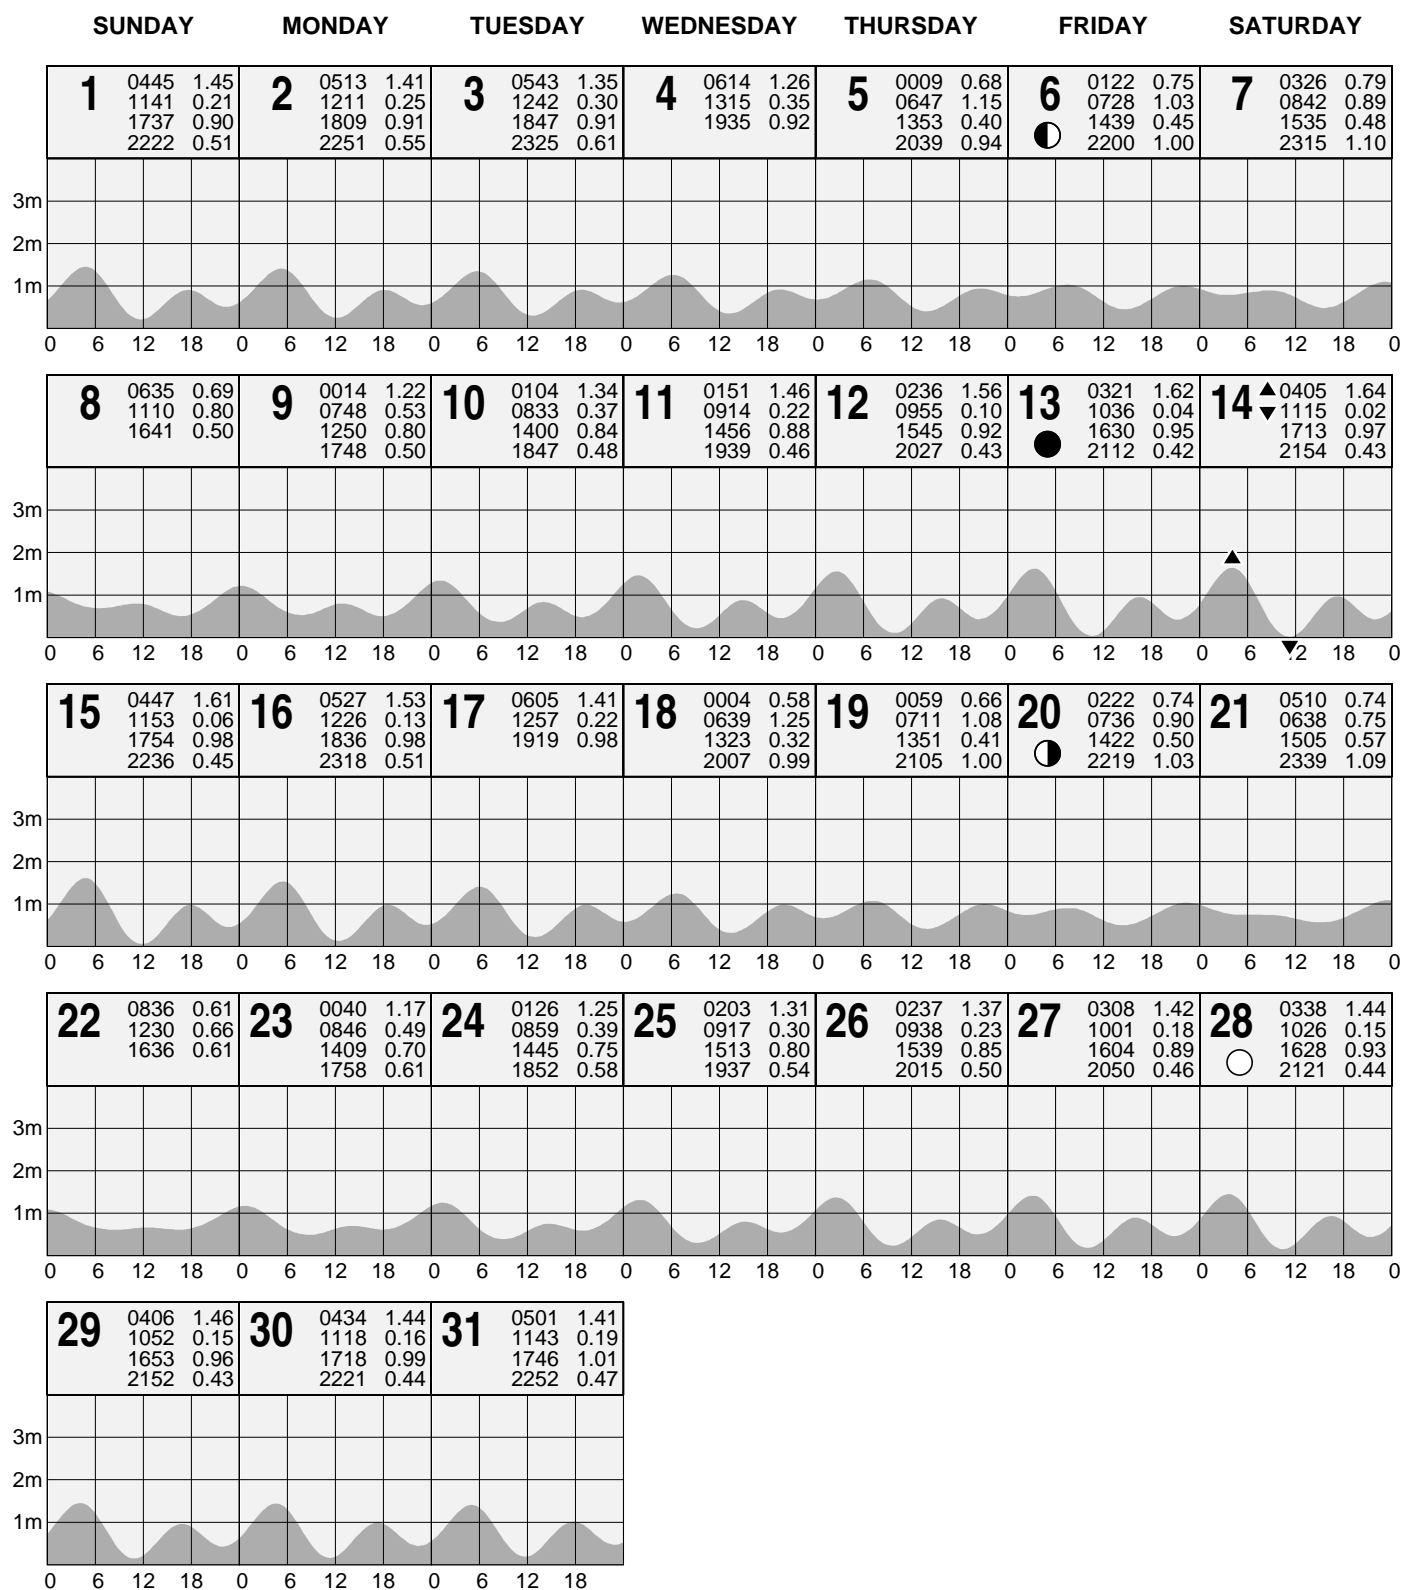 SUNDAY MONDAY TUESDAY WEDNESDAY THURSDAY FRIDAY SATURDAY
1 0445 1.45 2 0513 1.41 3 0543 1.35 4 0614 1.26 5 0009 0.68 6 0122 0.75 7 0326 0.79
1141 0.21 1211 0.25 1242 0.30 1315 0.35 0647 1.15 0728 1.03 0842 0.89
1737 0.90 1809 0.91 1847 0.91 1935 0.92 1353 0.40 1439 0.45 1535 0.48
2222 0.51 2251 0.55 2325 0.61 2039 0.94 2200 1.00 2315 1.10
3m
2m
1m
0 6 12 18 0 6 12 18 0 6 12 18 0 6 12 18 0 6 12 18 0 6 12 18 0 6 12 18 0
8 0635 0.69 9 0014 1.22 10 0104 1.34 11 0151 1.46 12 0236 1.56 13 0321 1.62 14 0405 1.64
1110 0.80 0748 0.53 0833 0.37 0914 0.22 0955 0.10 1036 0.04 1115 0.02
1641 0.50 1250 0.80 1400 0.84 1456 0.88 1545 0.92 1630 0.95 1713 0.97
1748 0.50 1847 0.48 1939 0.46 2027 0.43 2112 0.42 2154 0.43
3m
2m
1m
0 6 12 18 0 6 12 18 0 6 12 18 0 6 12 18 0 6 12 18 0 6 12 18 0 6 12 18 0
15 0447 1.61 16 0527 1.53 17 0605 1.41 18 0004 0.58 19 0059 0.66 20 0222 0.74 21 0510 0.74
1153 0.06 1226 0.13 1257 0.22 0639 1.25 0711 1.08 0736 0.90 0638 0.75
1754 0.98 1836 0.98 1919 0.98 1323 0.32 1351 0.41 1422 0.50 1505 0.57
2236 0.45 2318 0.51 2007 0.99 2105 1.00 2219 1.03 2339 1.09
3m
2m
1m
0 6 12 18 0 6 12 18 0 6 12 18 0 6 12 18 0 6 12 18 0 6 12 18 0 6 12 18 0
22 0836 0.61 23 0040 1.17 24 0126 1.25 25 0203 1.31 26 0237 1.37 27 0308 1.42 28 0338 1.44
1230 0.66 0846 0.49 0859 0.39 0917 0.30 0938 0.23 1001 0.18 1026 0.15
1636 0.61 1409 0.70 1445 0.75 1513 0.80 1539 0.85 1604 0.89 1628 0.93
1758 0.61 1852 0.58 1937 0.54 2015 0.50 2050 0.46 2121 0.44
3m
2m
1m
0 6 12 18 0 6 12 18 0 6 12 18 0 6 12 18 0 6 12 18 0 6 12 18 0 6 12 18 0
29 0406 1.46 30 0434 1.44 31 0501 1.41
1052 0.15 1118 0.16 1143 0.19
1653 0.96 1718 0.99 1746 1.01
2152 0.43 2221 0.44 2252 0.47
3m
2m
1m
0 6 12 18 0 6 12 18 0 6 12 18